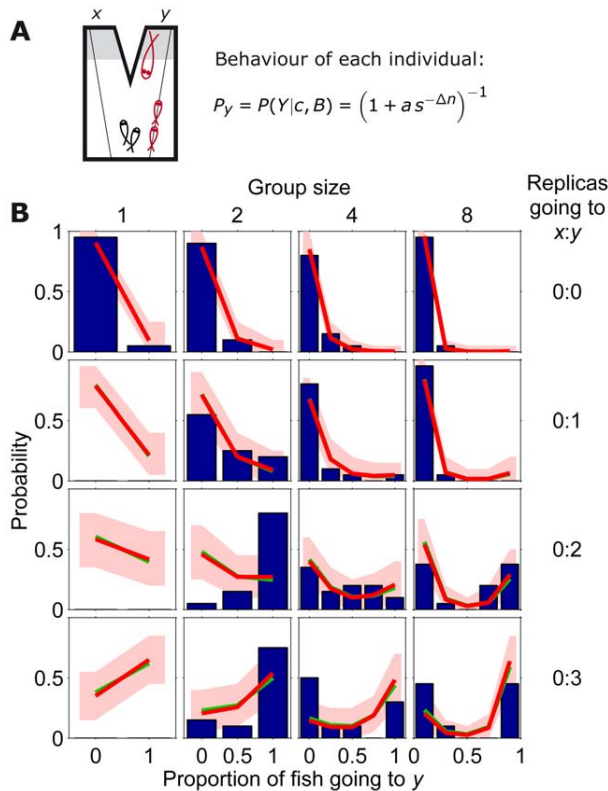 A
x y
Behaviour of each individual:
P_y = P(Y|c, B) = (1 + a s^{-Δn})^{-1}
B
Group size
Replicas
going to
x:y
1 2 4 8
1
0.5
0
0:0
1
0.5
0
0:1
1
0.5
0
0:2
1
0.5
0
0:3
Probability
0 1 0 0.5 1 0 0.5 1 0 0.5 1
Proportion of fish going to y